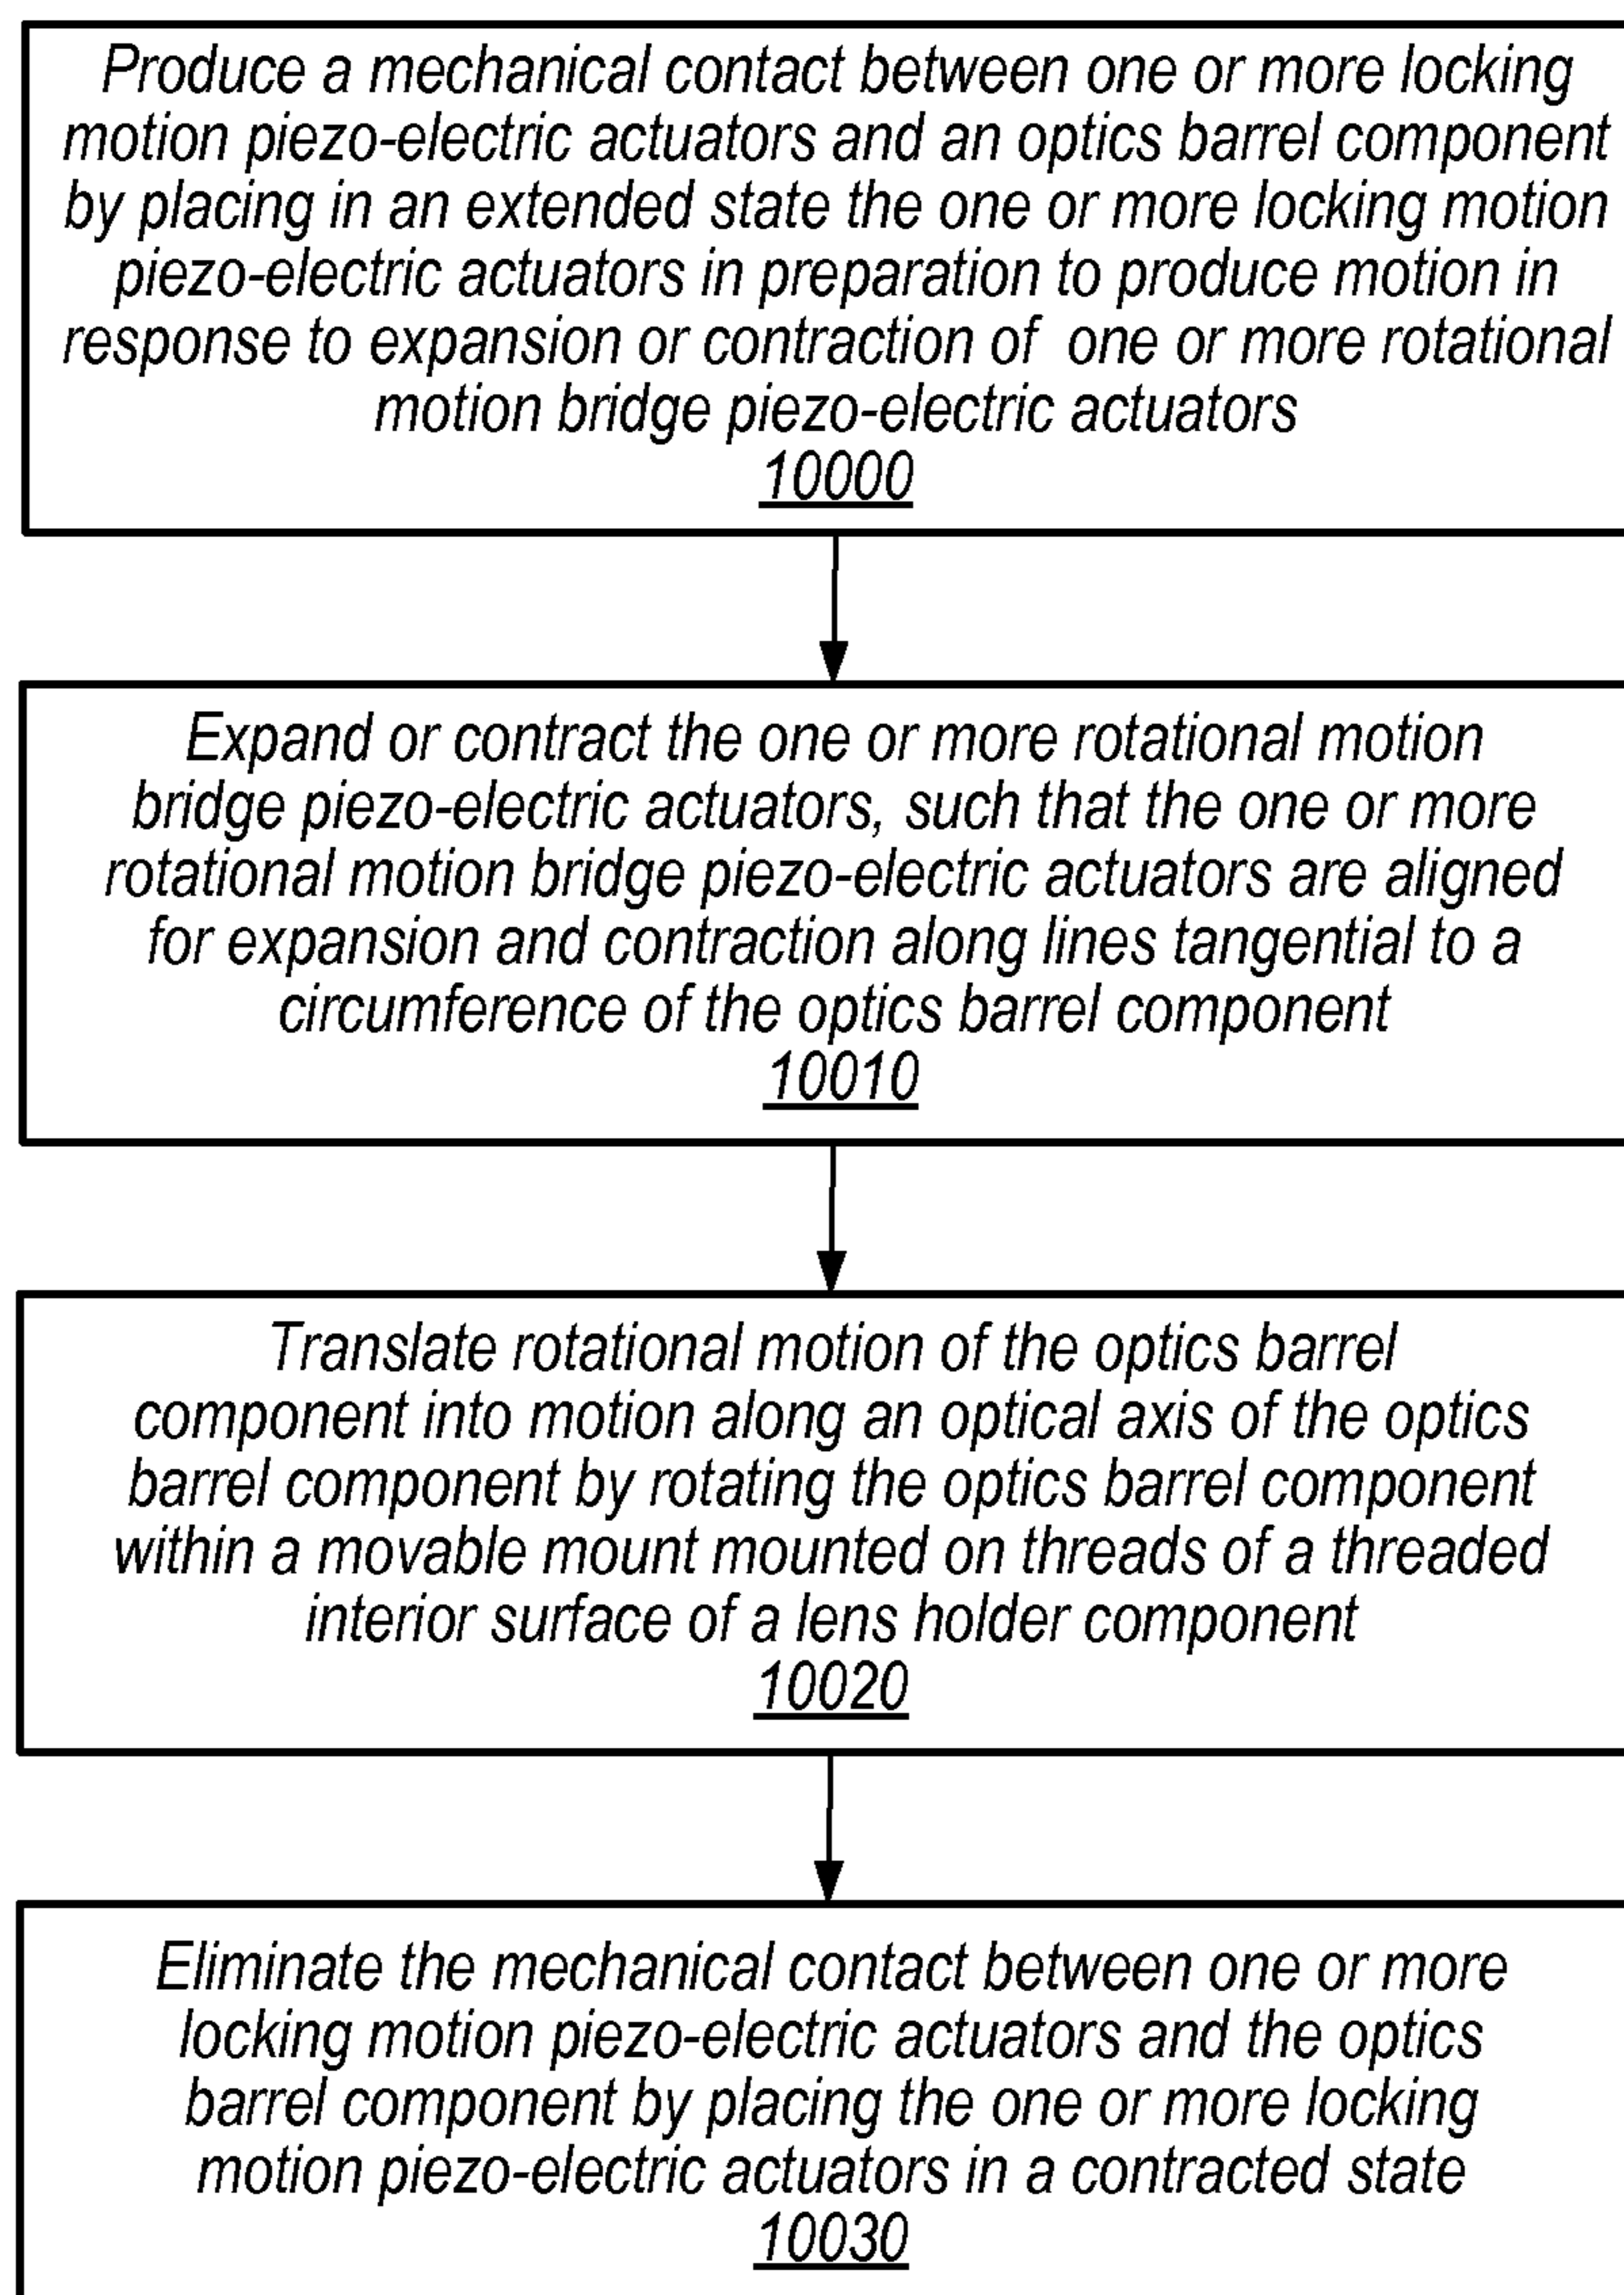 Produce a mechanical contact between one or more locking
motion piezo-electric actuators and an optics barrel component
by placing in an extended state the one or more locking motion
piezo-electric actuators in preparation to produce motion in
response to expansion or contraction of one or more rotational
motion bridge piezo-electric actuators
10000
Expand or contract the one or more rotational motion
bridge piezo-electric actuators, such that the one or more
rotational motion bridge piezo-electric actuators are aligned
for expansion and contraction along lines tangential to a
circumference of the optics barrel component
10010
Translate rotational motion of the optics barrel
component into motion along an optical axis of the optics
barrel component by rotating the optics barrel component
within a movable mount mounted on threads of a threaded
interior surface of a lens holder component
10020
Eliminate the mechanical contact between one or more
locking motion piezo-electric actuators and the optics
barrel component by placing the one or more locking
motion piezo-electric actuators in a contracted state
10030